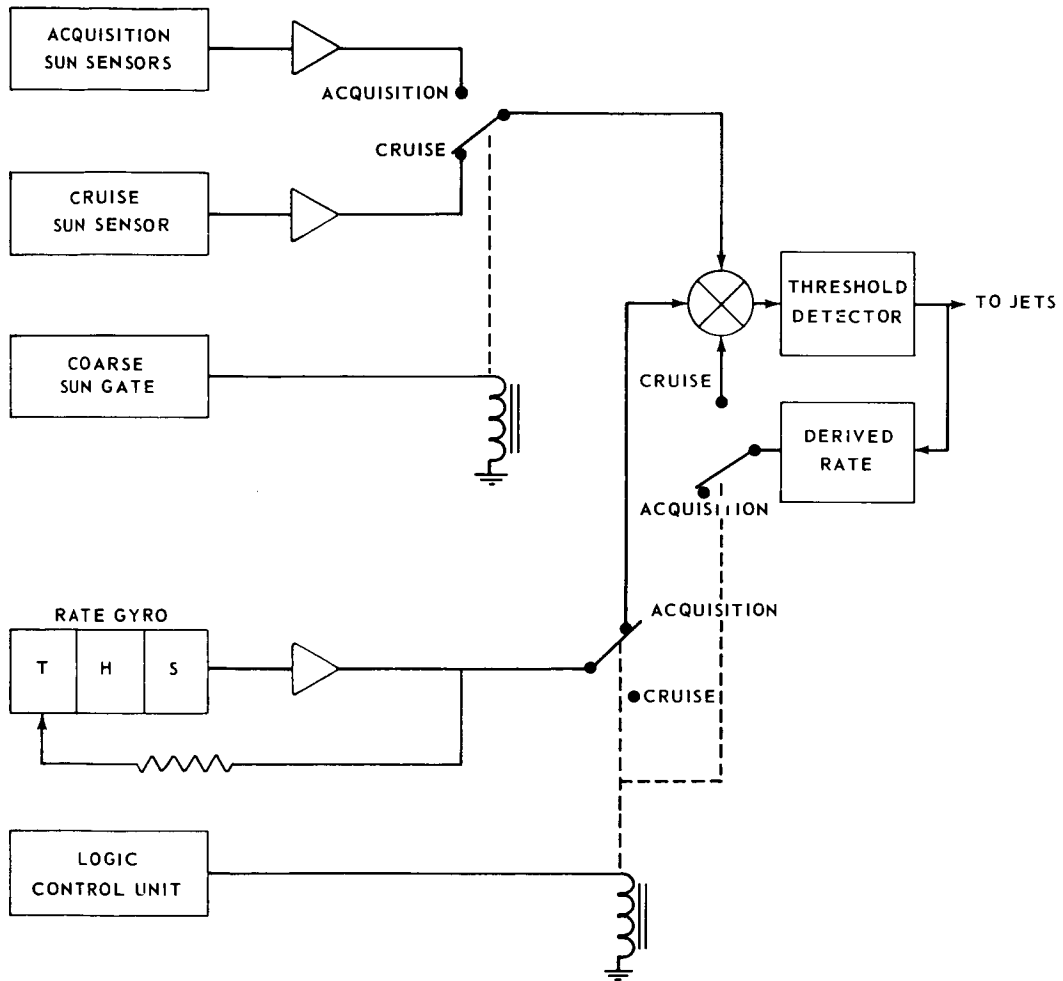 ACQUISITION
SUN SENSORS
ACQUISITION
CRUISE
CRUISE
SUN SENSOR
THRESHOLD
DETECTOR
TO JETS
COARSE
SUN GATE
CRUISE
DERIVED
RATE
ACQUISITION
RATE GYRO
ACQUISITION
T
H
S
CRUISE
LOGIC
CONTROL UNIT